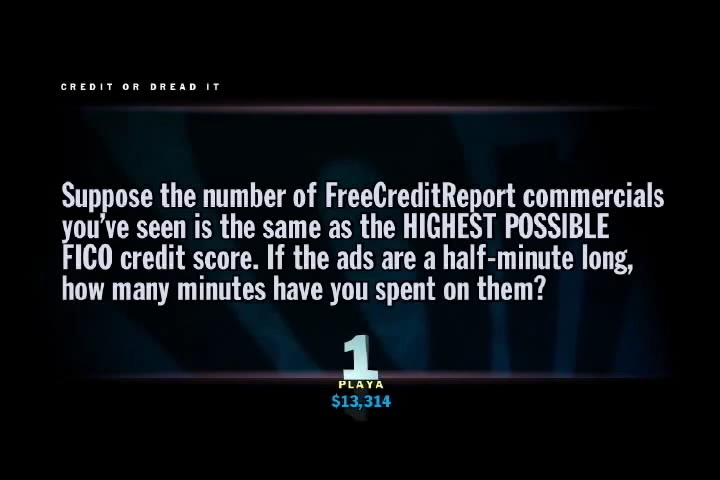 CREDIT OR DREAD IT
Suppose the number of FreeCreditReport commercials
you've seen is the same as the HIGHEST POSSIBLE
FICO credit score. If the ads are a half-minute long,
how many minutes have you spent on them?
1
PLAYA
$13,314